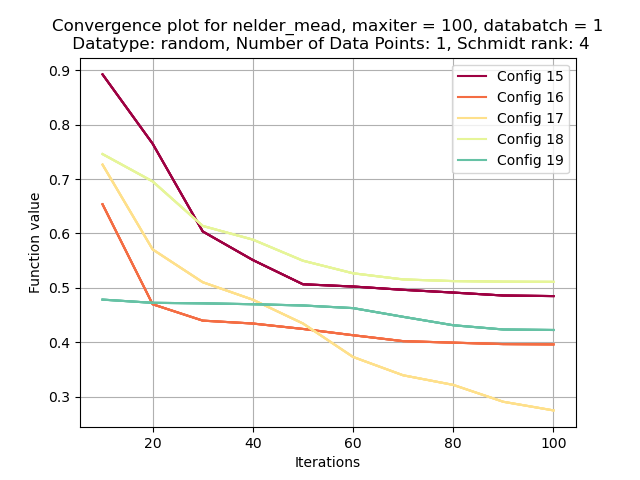 Convergence plot for nelder_mead, maxiter = 100, databatch = 1
Datatype: random, Number of Data Points: 1, Schmidt rank: 4
Config 15
Config 16
Config 17
Config 18
Config 19
Function value
0.9
0.8
0.7
0.6
0.5
0.4
0.3
20
40
60
80
100
Iterations